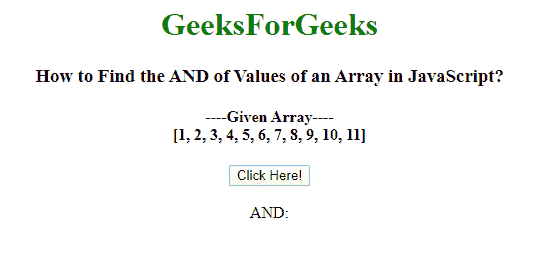 GeeksForGeeks
How to Find the AND of Values of an Array in JavaScript?
----Given Array----
[1, 2, 3, 4, 5, 6, 7, 8, 9, 10, 11]
Click Here!
AND: